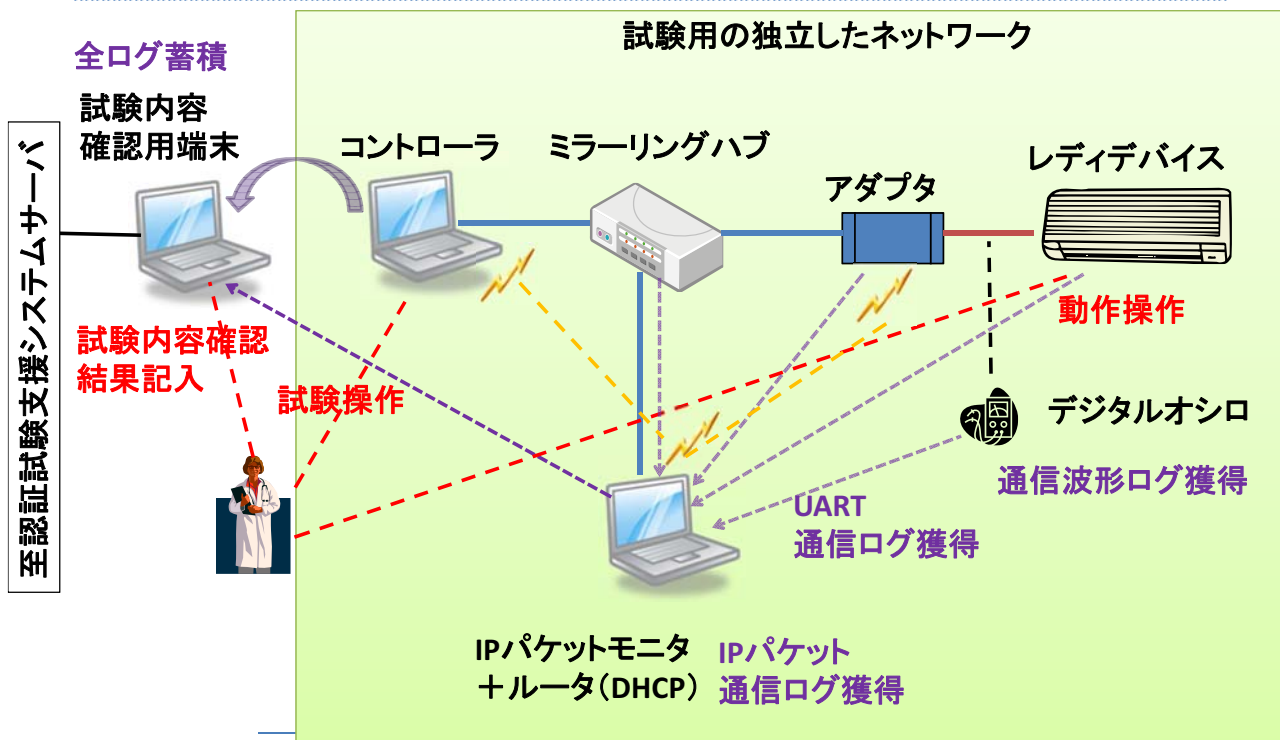 試験用の独立したネットワーク
全ログ蓄積
試験内容
確認用端末
コントローラ
ミラーリングハブ
アダプタ
レディデバイス
至認証試験支援システムサーバ
試験内容確認
結果記入
試験操作
動作操作
デジタルオシロ
通信波形ログ獲得
UART
通信ログ獲得
IPパケットモニタ
＋ルータ(DHCP)
IPパケット
通信ログ獲得